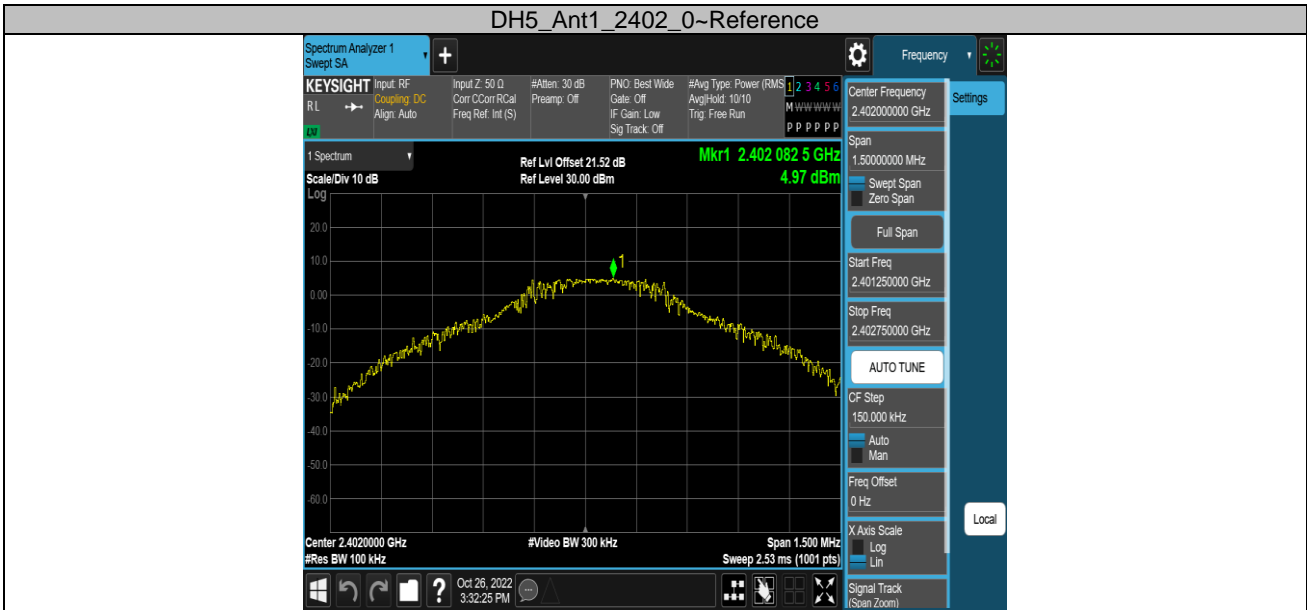 DH5_Ant1_2402_0~Reference
Spectrum Analyzer 1
Swept SA
+
Frequency
KEYSIGHT
RL
LXI
Input: RF
Coupling: DC
Align: Auto
Input Z: 50 Ω
Corr CCorr RCal
Freq Ref: Int (S)
#Atten: 30 dB
Preamp: Off
PNO: Best Wide
Gate: Off
IF Gain: Low
Sig Track: Off
#Avg Type: Power (RMS
Avg|Hold: 10/10
Trig: Free Run
1 2 3 4 5 6
M W W W W W
P P P P P P
1 Spectrum
Scale/Div 10 dB
Ref Lvl Offset 21.52 dB
Ref Level 30.00 dBm
Mkr1 2.402 082 5 GHz
4.97 dBm
Log
20.0
10.0
0.00
-10.0
-20.0
-30.0
-40.0
-50.0
-60.0
1
Center 2.4020000 GHz
#Res BW 100 kHz
#Video BW 300 kHz
Span 1.500 MHz
Sweep 2.53 ms (1001 pts)
Center Frequency
2.402000000 GHz
Settings
Span
1.50000000 MHz
Swept Span
Zero Span
Full Span
Start Freq
2.401250000 GHz
Stop Freq
2.402750000 GHz
AUTO TUNE
CF Step
150.000 kHz
Auto
Man
Freq Offset
0 Hz
X Axis Scale
Log
Lin
Local
Signal Track
(Span Zoom)
?
Oct 26, 2022
3:32:25 PM